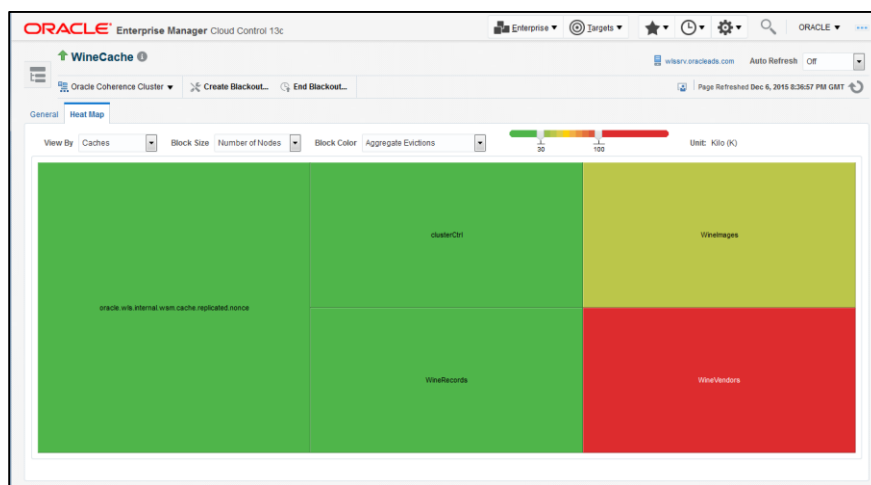 ORACLE Enterprise Manager Cloud Control 13c
Enterprise Targets ORACLE
WineCache
wlssrv.oracleads.com Auto Refresh Off
Oracle Coherence Cluster Create Blackout... End Blackout...
Page Refreshed Dec 6, 2015 8:36:57 PM GMT
General Heat Map
View By Caches Block Size Number of Nodes Block Color Aggregate Evictions 100 Unit: Kilo (K)
clusterCtrl
WineImages
oracle.wls.internal.wsm.cache.replicated.nonce
WineRecords
WineVendors